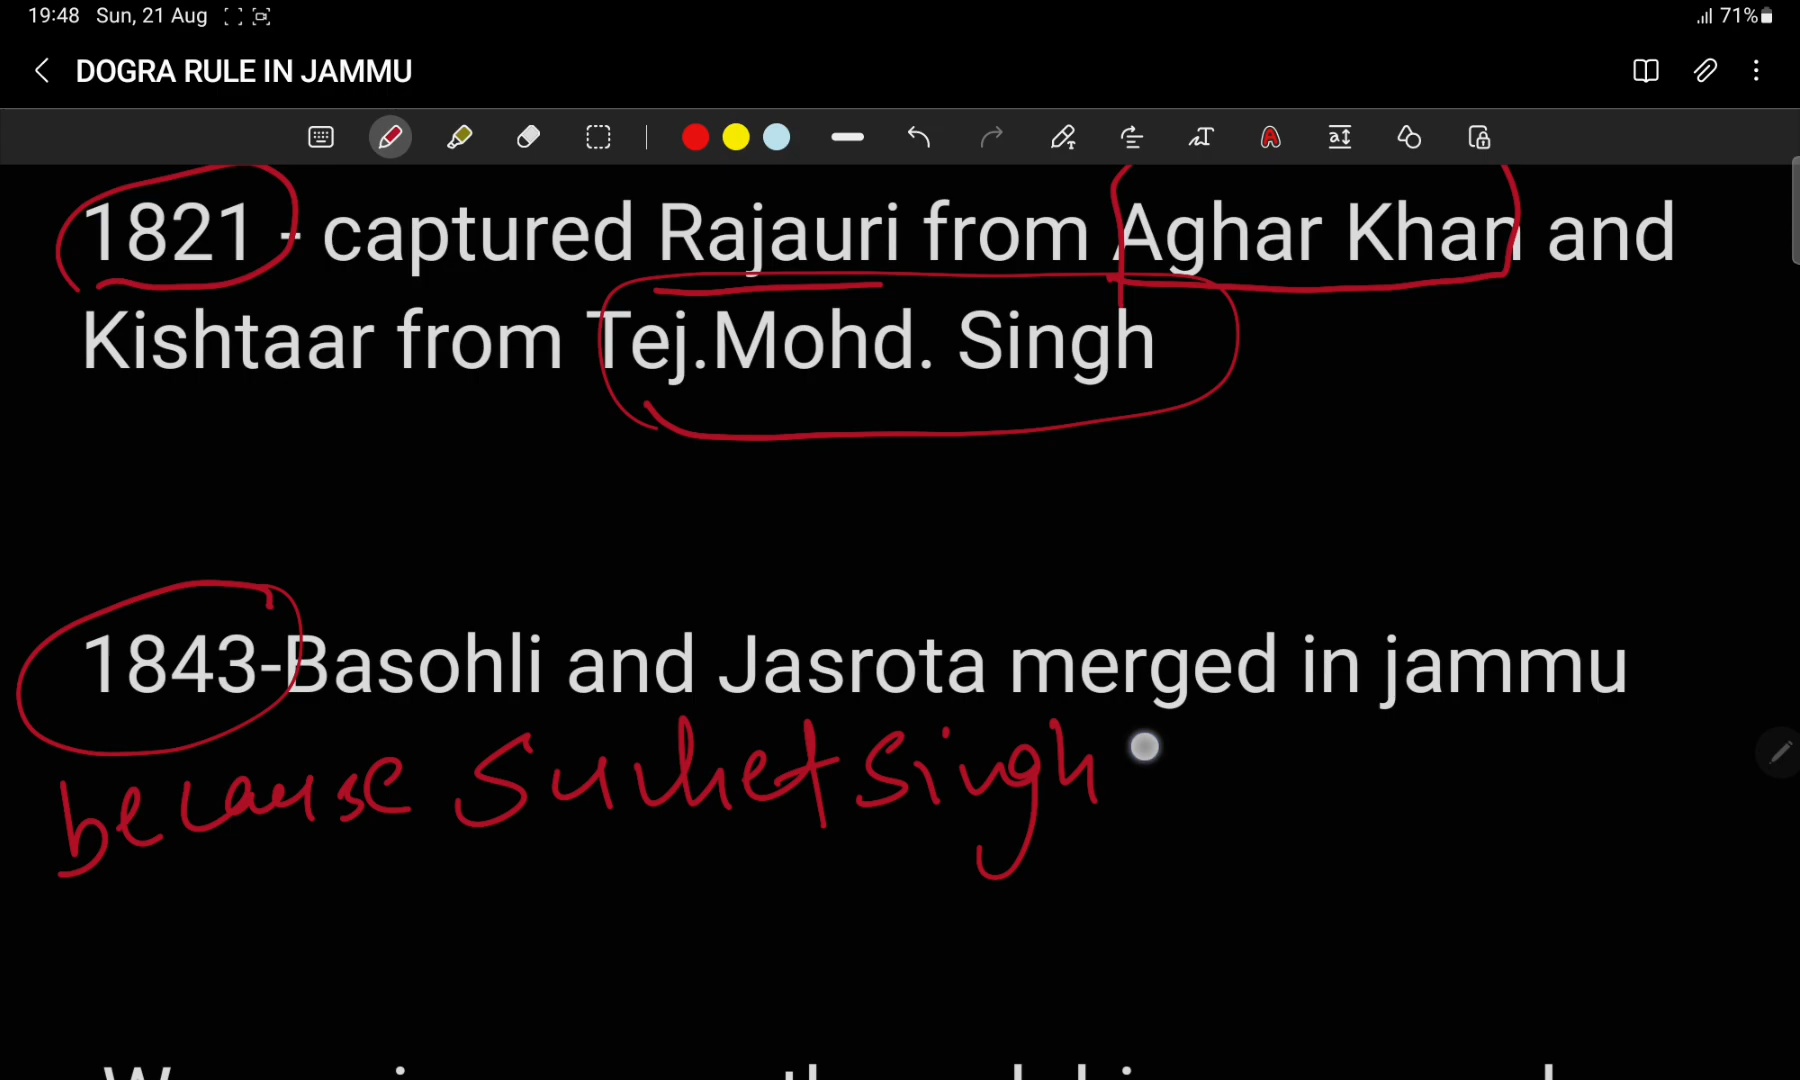 19:48 Sun, 21 Aug 71%
DOGRA RULE IN JAMMU
1821 - captured Rajauri from Aghar Khan and
Kishtaar from Tej.Mohd. Singh
1843-Basohli and Jasrota merged in jammu
because Suchet singh